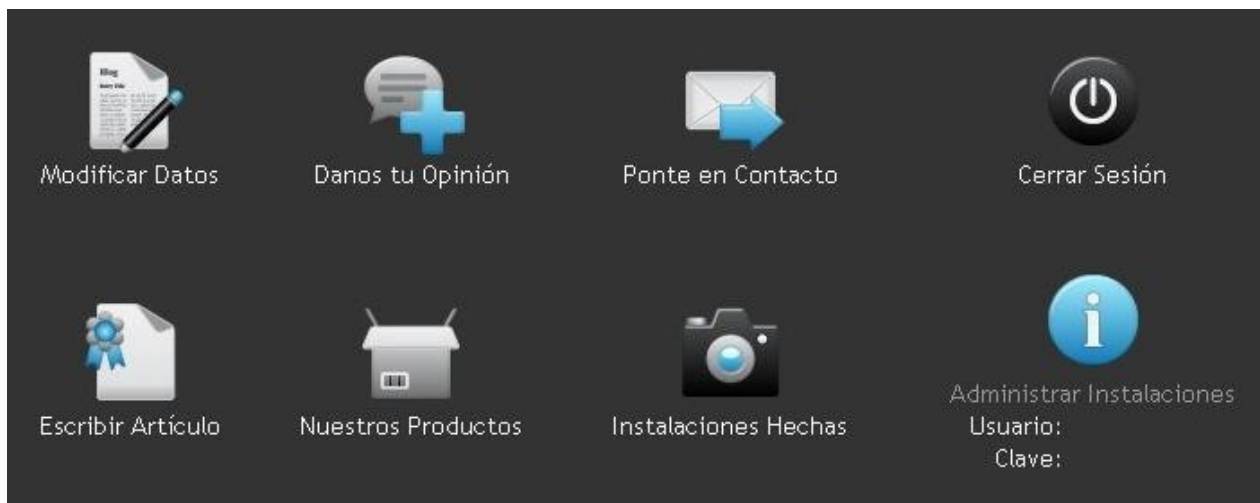 Blog
Modificar Datos
Danos tu Opinión
Ponte en Contacto
Cerrar Sesión
Escribir Artículo
Nuestros Productos
Instalaciones Hechas
Administrar Instalaciones
Usuario:
Clave: